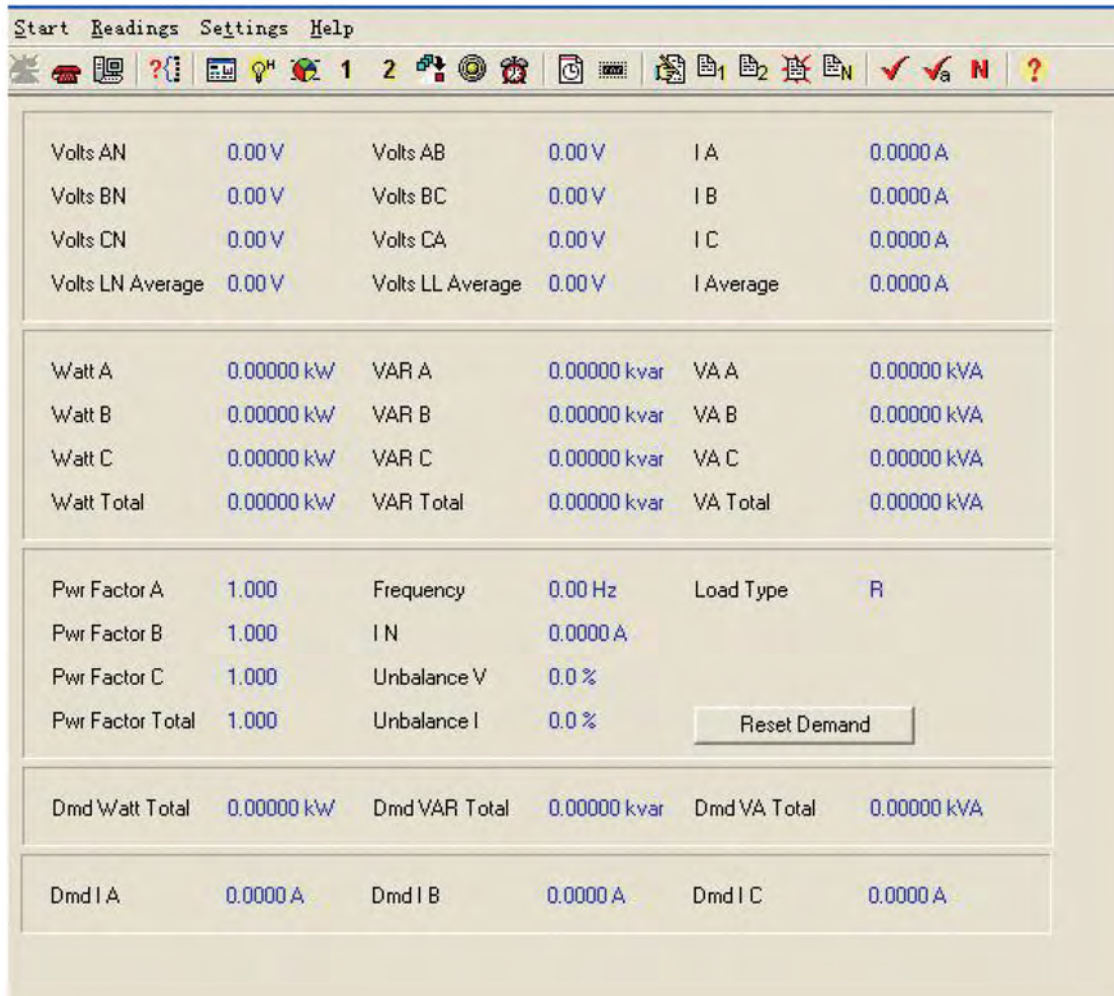 Start Readings Settings Help
?{ H 1 2 1 2 N a N ?
Volts AN 0.00 V Volts AB 0.00 V I A 0.0000 A
Volts BN 0.00 V Volts BC 0.00 V I B 0.0000 A
Volts CN 0.00 V Volts CA 0.00 V I C 0.0000 A
Volts LN Average 0.00 V Volts LL Average 0.00 V I Average 0.0000 A
Watt A 0.00000 kW VAR A 0.00000 kvar VA A 0.00000 kVA
Watt B 0.00000 kW VAR B 0.00000 kvar VA B 0.00000 kVA
Watt C 0.00000 kW VAR C 0.00000 kvar VA C 0.00000 kVA
Watt Total 0.00000 kW VAR Total 0.00000 kvar VA Total 0.00000 kVA
Pwr Factor A 1.000 Frequency 0.00 Hz Load Type R
Pwr Factor B 1.000 I N 0.0000 A
Pwr Factor C 1.000 Unbalance V 0.0 %
Pwr Factor Total 1.000 Unbalance I 0.0 % Reset Demand
Dmd Watt Total 0.00000 kW Dmd VAR Total 0.00000 kvar Dmd VA Total 0.00000 kVA
Dmd I A 0.0000 A Dmd I B 0.0000 A Dmd I C 0.0000 A